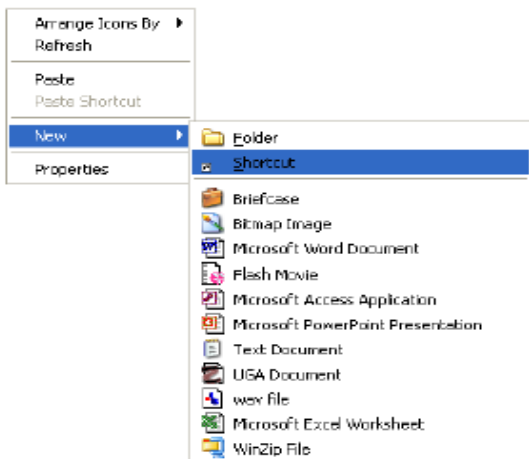 Arrange Icons By
Refresh
Paste
Paste Shortcut
New
Properties
Folder
Shortcut
Briefcase
Bitmap Image
Microsoft Word Document
Flash Movie
Microsoft Access Application
Microsoft PowerPoint Presentation
Text Document
UGA Document
wav file
Microsoft Excel Worksheet
WinZip File